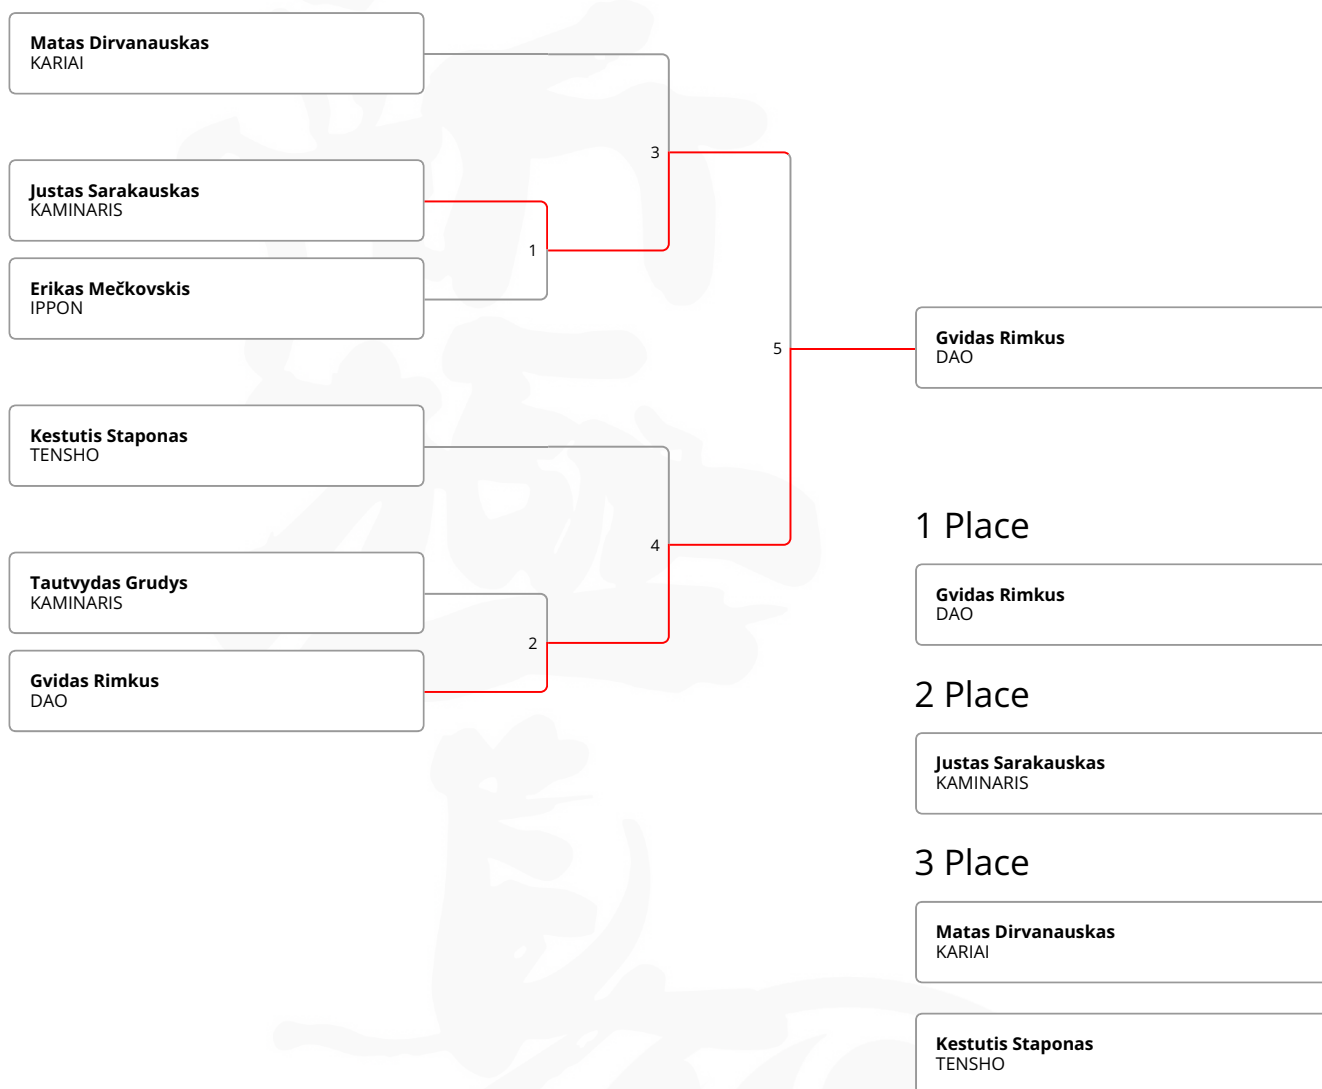 Matas Dirvanauskas
KARIAI
Justas Sarakauskas
KAMINARIS
Erikas Mečkovskis
IPPON
Kestutis Staponas
TENSHO
Tautvydas Grudys
KAMINARIS
Gvidas Rimkus
DAO
1
2
3
4
5
Gvidas Rimkus
DAO
1 Place
Gvidas Rimkus
DAO
2 Place
Justas Sarakauskas
KAMINARIS
3 Place
Matas Dirvanauskas
KARIAI
Kestutis Staponas
TENSHO